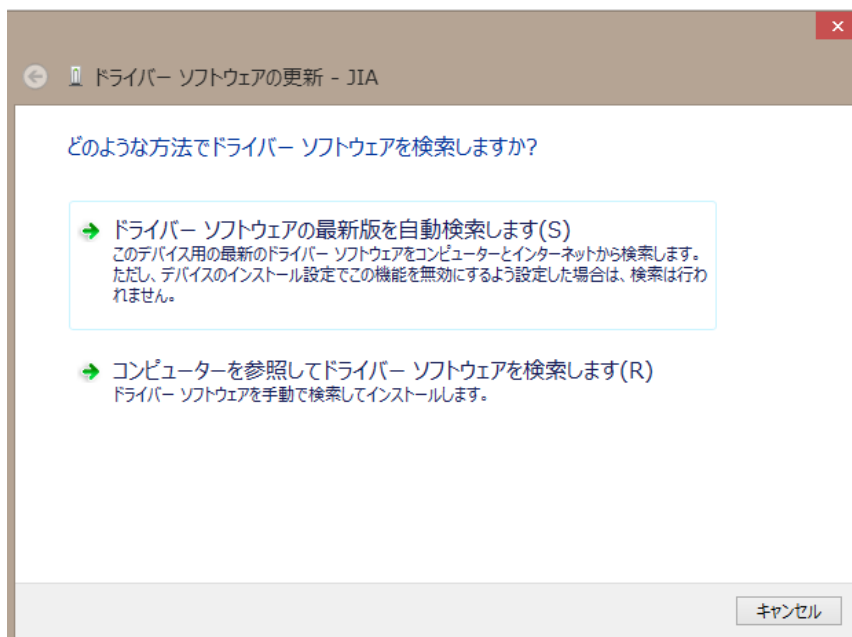 ドライバー ソフトウェアの更新 - JIA
どのような方法でドライバー ソフトウェアを検索しますか?
ドライバー ソフトウェアの最新版を自動検索します(S)
このデバイス用の最新のドライバー ソフトウェアをコンピューターとインターネットから検索します。
ただし、デバイスのインストール設定でこの機能を無効にするよう設定した場合は、検索は行わ
れません。
コンピューターを参照してドライバー ソフトウェアを検索します(R)
ドライバー ソフトウェアを手動で検索してインストールします。
キャンセル